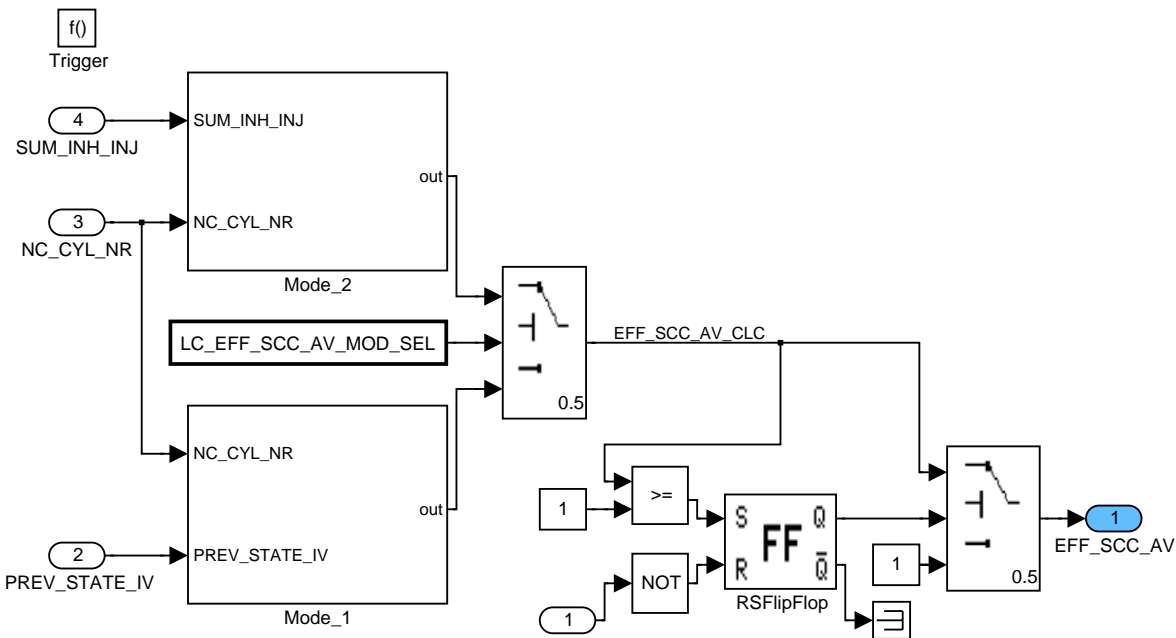 f()
Trigger
4
SUM_INH_INJ
3
NC_CYL_NR
SUM_INH_INJ
out
NC_CYL_NR
Mode_2
LC_EFF_SCC_AV_MOD_SEL
0.5
EFF_SCC_AV_CLC
NC_CYL_NR
out
PREV_STATE_IV
Mode_1
2
PREV_STATE_IV
1
>=
NOT
1
S Q
FF
R Q̅
RSFlipFlop
1
0.5
1
EFF_SCC_AV